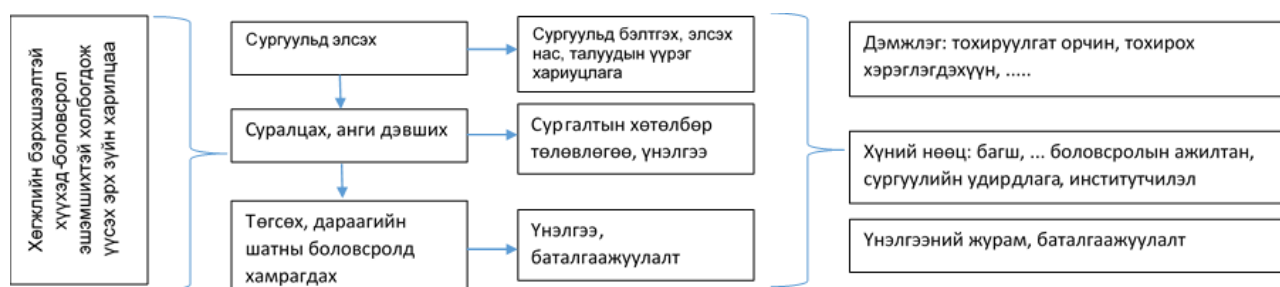 Хөгжлийн бэрхшээлтэй
хүүхэд-боловсрол
эзэмшихтэй холбогдож
үүсэх эрх зүйн харилцаа
Сургуульд элсэх
Сургуульд бэлтгэх, элсэх
нас, талуудын үүрэг
хариуцлага
Суралцах, анги дэвших
Сургалтын хөтөлбөр
төлөвлөгөө, үнэлгээ
Төгсөх, дараагийн
шатны боловсролд
хамрагдах
Үнэлгээ,
баталгаажуулалт
Дэмжлэг: тохируулгат орчин, тохирох
хэрэглэгдэхүүн, .....
Хүний нөөц: багш, ... боловсролын ажилтан,
сургуулийн удирдлага, институтчилэл
Үнэлгээний журам, баталгаажуулалт